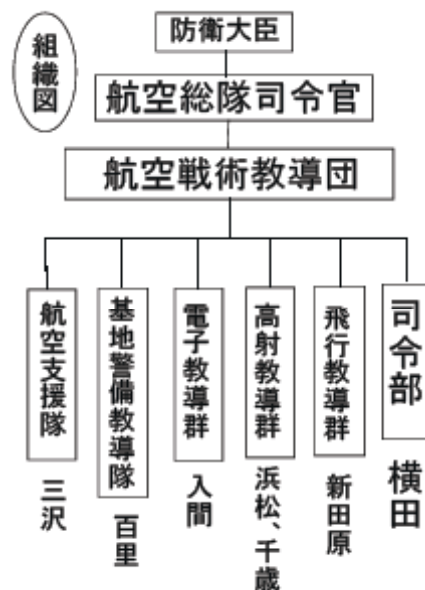 組織図
防衛大臣
航空総隊司令官
航空戦術教導団
司令部
横田
飛行教導群
新田原
高射教導群
浜松、千歳
電子教導群
入間
基地警備教導隊
百里
航空支援隊
三沢